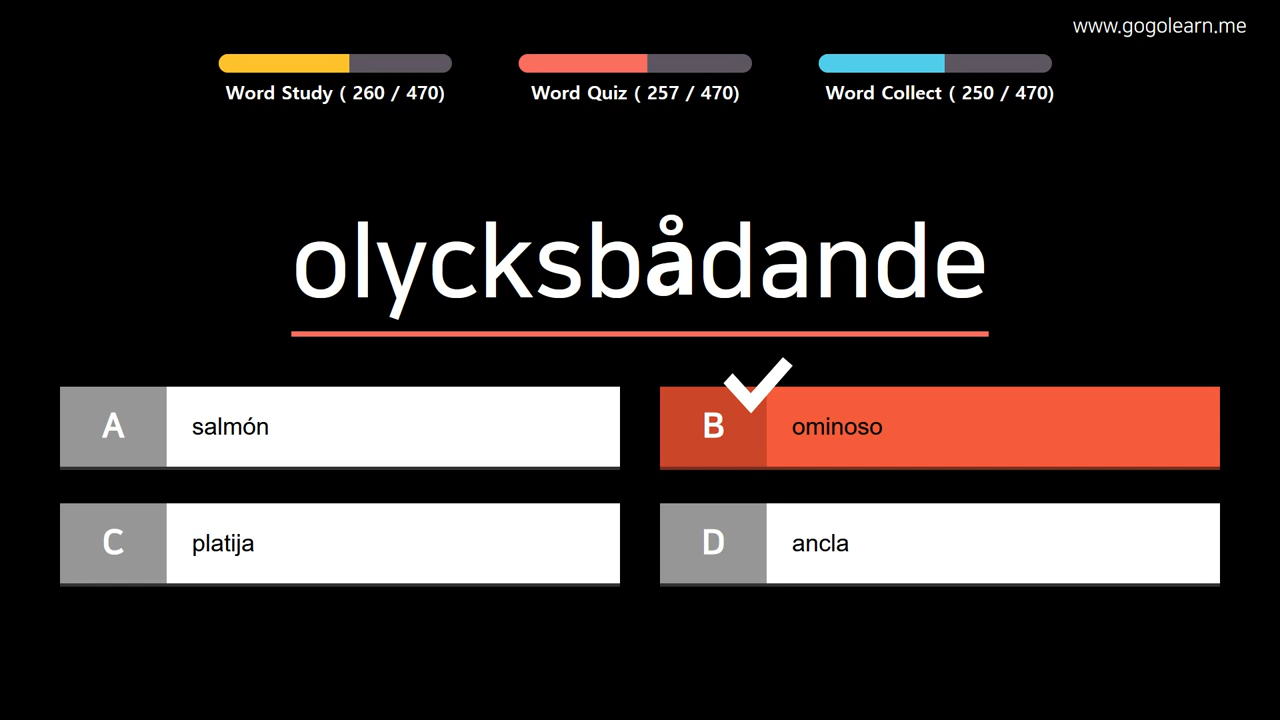 www.gogolearn.me
Word Study ( 260 / 470)
Word Quiz ( 257 / 470)
Word Collect ( 250 / 470)
olycksbådande
A
salmón
B
ominoso
C
platija
D
ancla